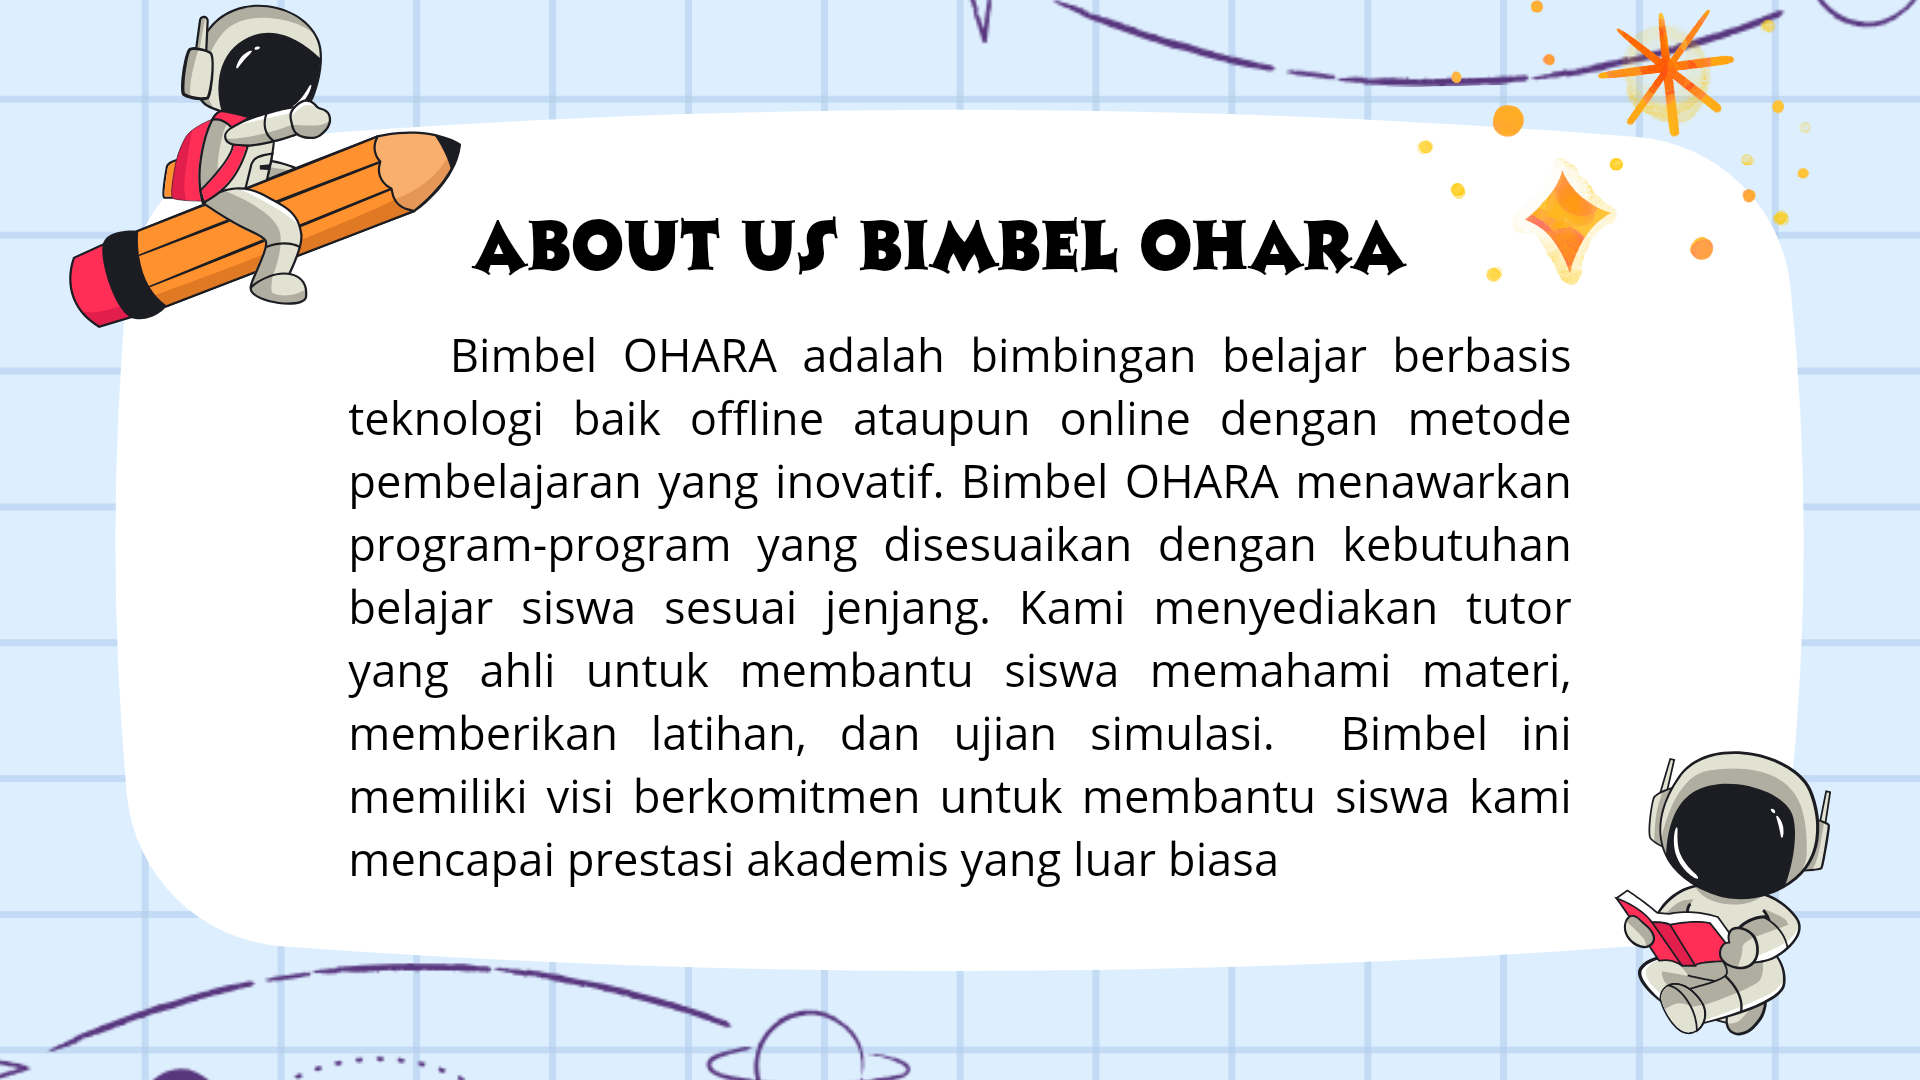 ABOUT US BIMBEL OHARA
Bimbel OHARA adalah bimbingan belajar berbasis
teknologi baik offline ataupun online dengan metode
pembelajaran yang inovatif. Bimbel OHARA menawarkan
program-program yang disesuaikan dengan kebutuhan
belajar siswa sesuai jenjang. Kami menyediakan tutor
yang ahli untuk membantu siswa memahami materi,
memberikan latihan, dan ujian simulasi. Bimbel ini
memiliki visi berkomitmen untuk membantu siswa kami
mencapai prestasi akademis yang luar biasa